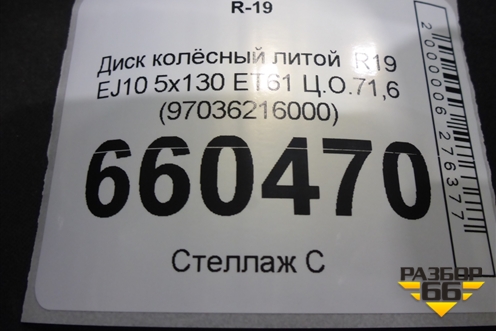 R-19
Диск колёсный литой R19
EJ10 5x130 ET61 Ц.О.71,6
(97036216000)
660470
Стеллаж С
2000006276377
РАЗБОР
66